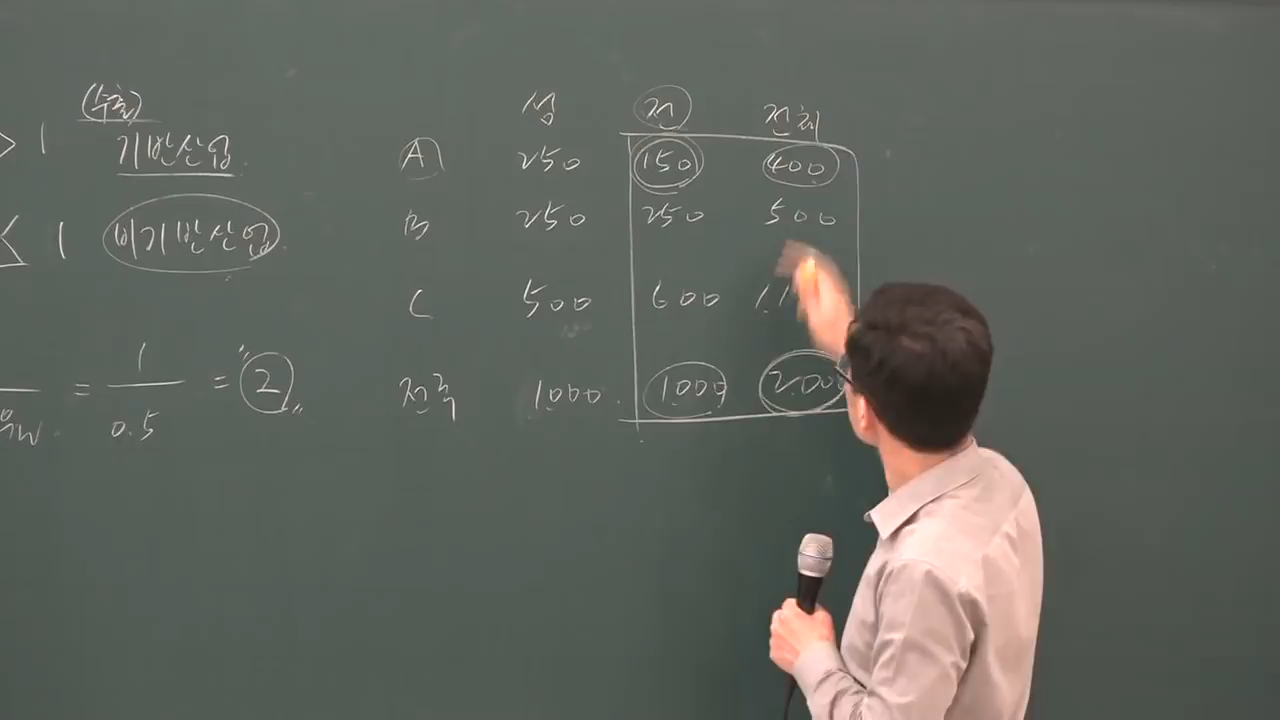 (수출)
> 1 기반산업
< 1 비기반산업
= 1/0.5 = "2"
섬 전 전체
A 250 150 400
B 250 250 500
C 500 600
전국 1000 1000 2000